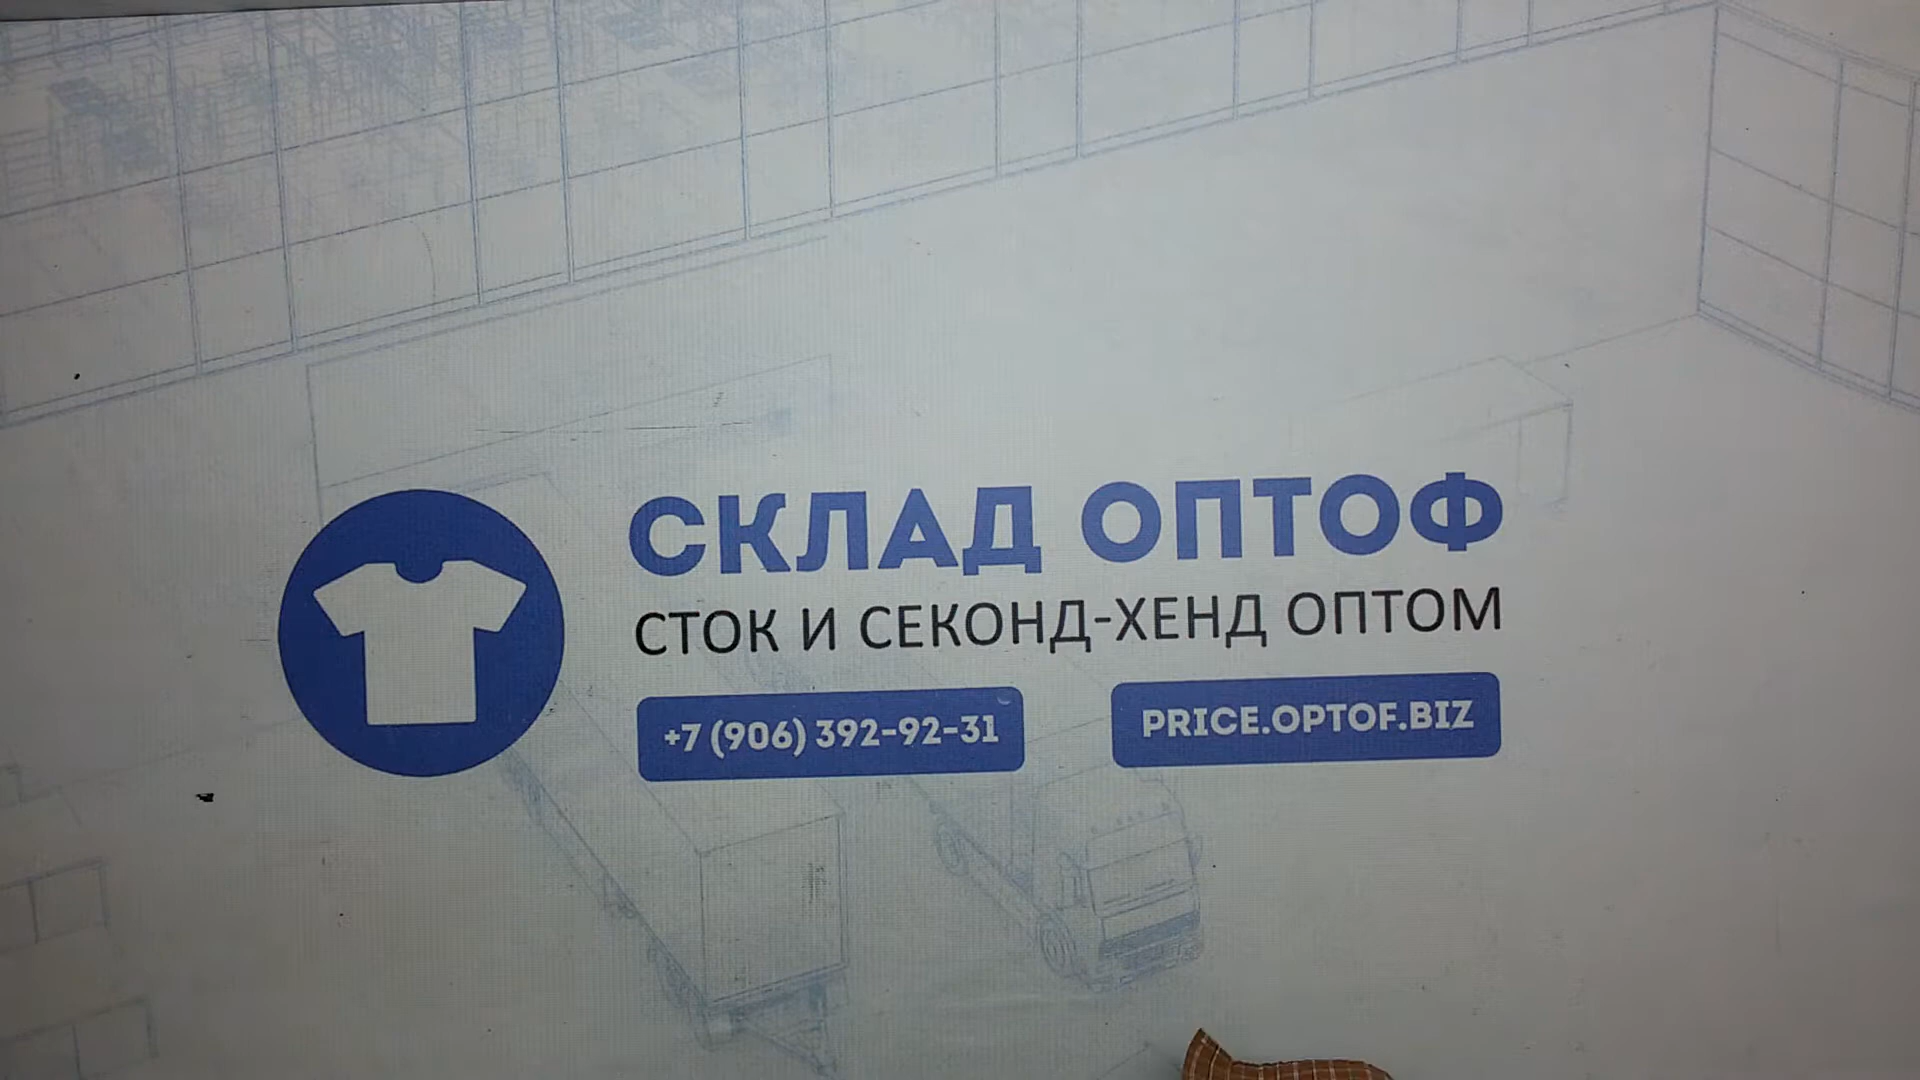 СКЛАД ОПТОФ
СТОК И СЕКОНД-ХЕНД ОПТОМ
+7 (906) 392-92-31
PRICE.OPTOF.BIZ